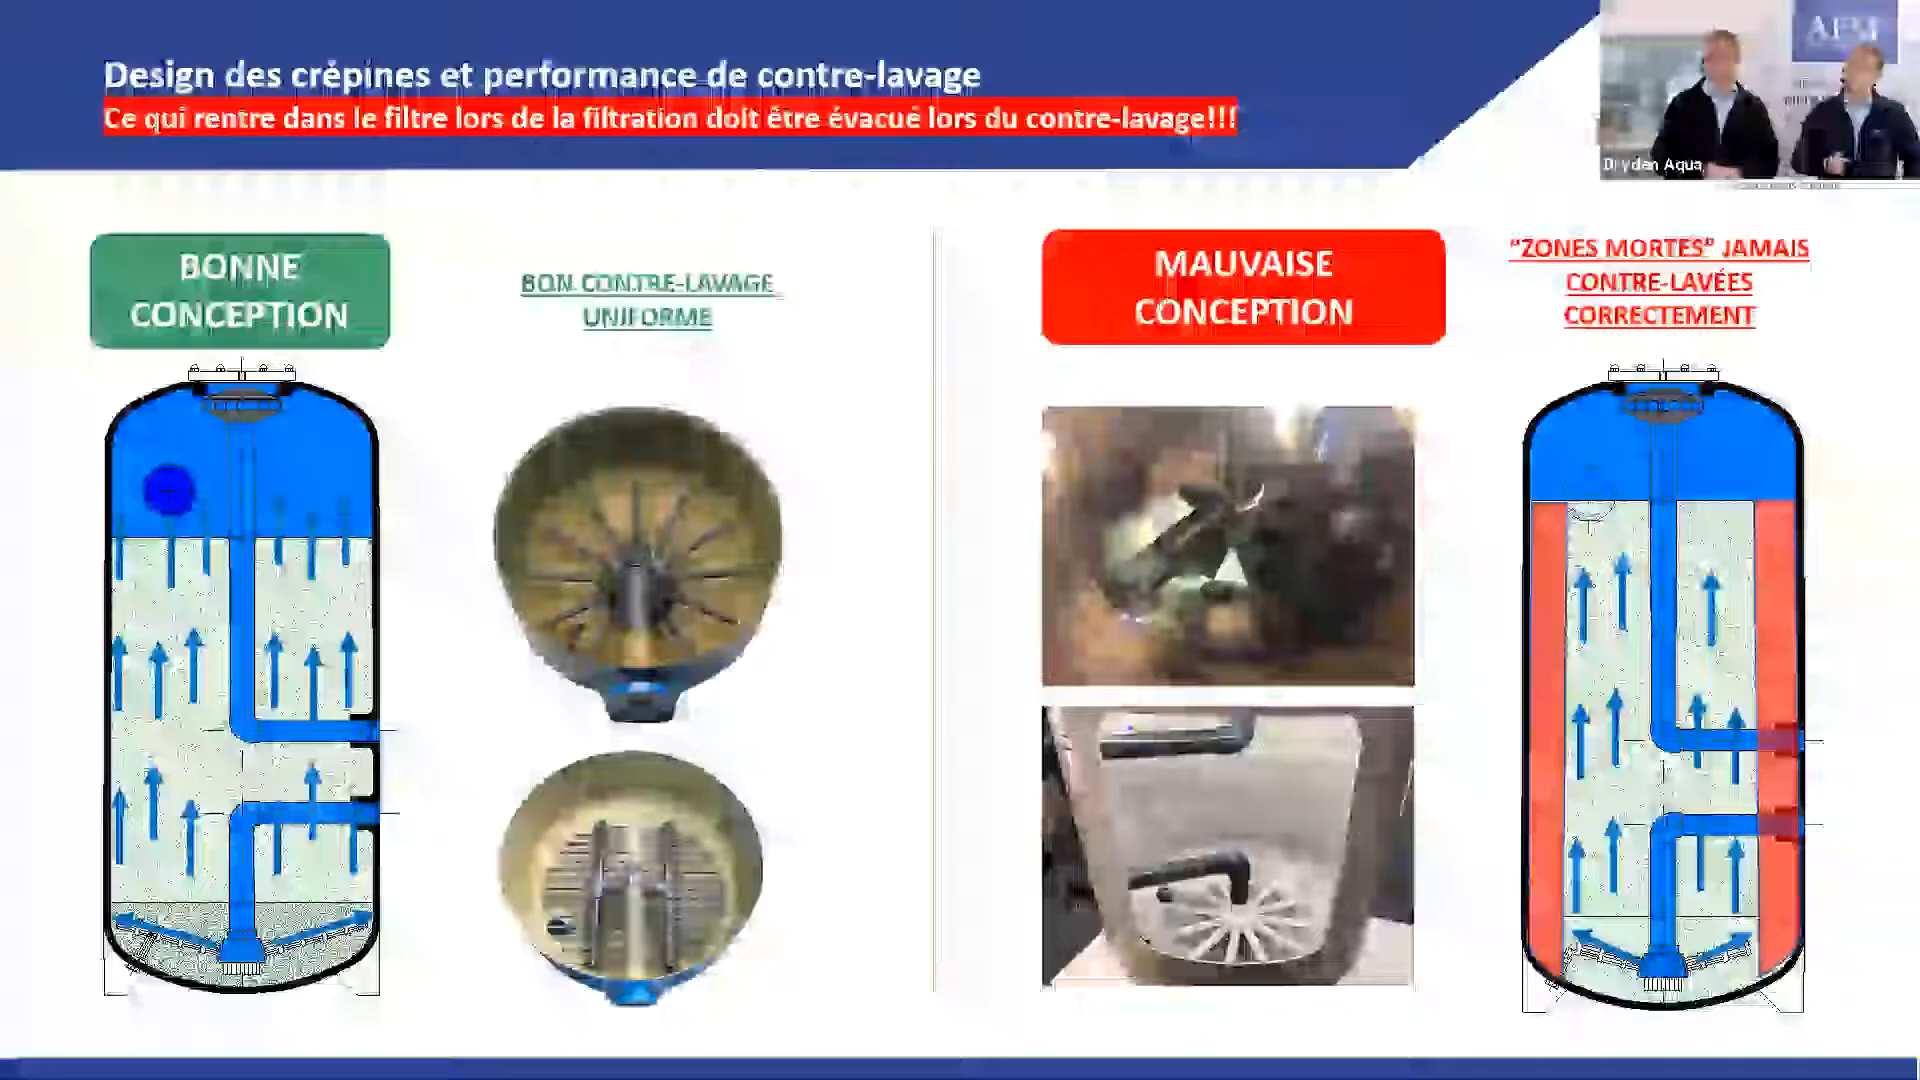 Design des crépines et performance de contre-lavage
Ce qui rentre dans le filtre lors de la filtration doit être évacué lors du contre-lavage!!!
AFM
Dryden Aqua
BONNE
CONCEPTION
BON CONTRE-LAVAGE
UNIFORME
MAUVAISE
CONCEPTION
“ZONES MORTES” JAMAIS
CONTRE-LAVÉES
CORRECTEMENT